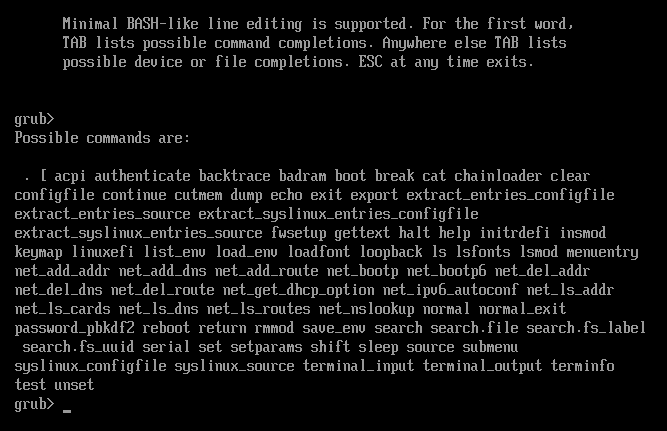 Minimal BASH-like line editing is supported. For the first word,
TAB lists possible command completions. Anywhere else TAB lists
possible device or file completions. ESC at any time exits.
grub>
Possible commands are:
. [ acpi authenticate backtrace badram boot break cat chainloader clear
configfile continue cutmem dump echo exit export extract_entries_configfile
extract_entries_source extract_syslinux_entries_configfile
extract_syslinux_entries_source fwsetup gettext halt help initrdefi insmod
keymap linuxefi list_env load_env loadfont loopback ls lsfonts lsmod menuentry
net_add_addr net_add_dns net_add_route net_bootp net_bootp6 net_del_addr
net_del_dns net_del_route net_get_dhcp_option net_ipv6_autoconf net_ls_addr
net_ls_cards net_ls_dns net_ls_routes net_nslookup normal normal_exit
password_pbkdf2 reboot return rmmod save_env search search.file search.fs_label
search.fs_uuid serial set setparams shift sleep source submenu
syslinux_configfile syslinux_source terminal_input terminal_output terminfo
test unset
grub> _